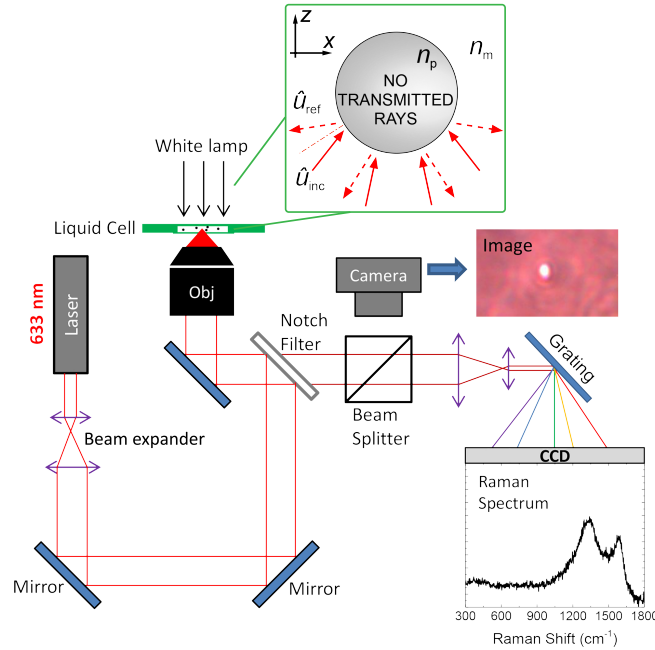 z
x
n_p
n_m
NO
TRANSMITTED
RAYS
û_ref
û_inc
White lamp
Liquid Cell
Obj
633 nm
Laser
Camera
Image
Notch
Filter
Grating
Beam expander
Beam
Splitter
CCD
Raman
Spectrum
Mirror
Mirror
300 600 900 1200 1500 1800
Raman Shift (cm⁻¹)